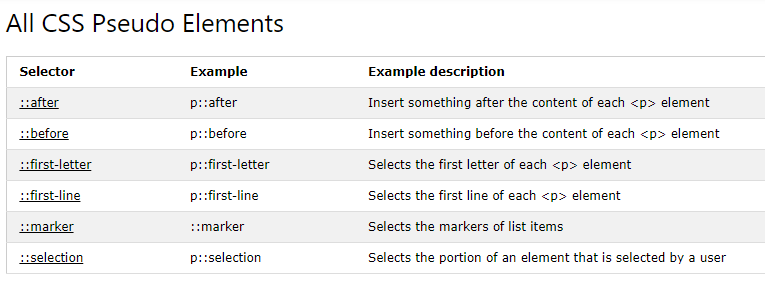 All CSS Pseudo Elements
Selector Example Example description
::after p::after Insert something after the content of each <p> element
::before p::before Insert something before the content of each <p> element
::first-letter p::first-letter Selects the first letter of each <p> element
::first-line p::first-line Selects the first line of each <p> element
::marker ::marker Selects the markers of list items
::selection p::selection Selects the portion of an element that is selected by a user